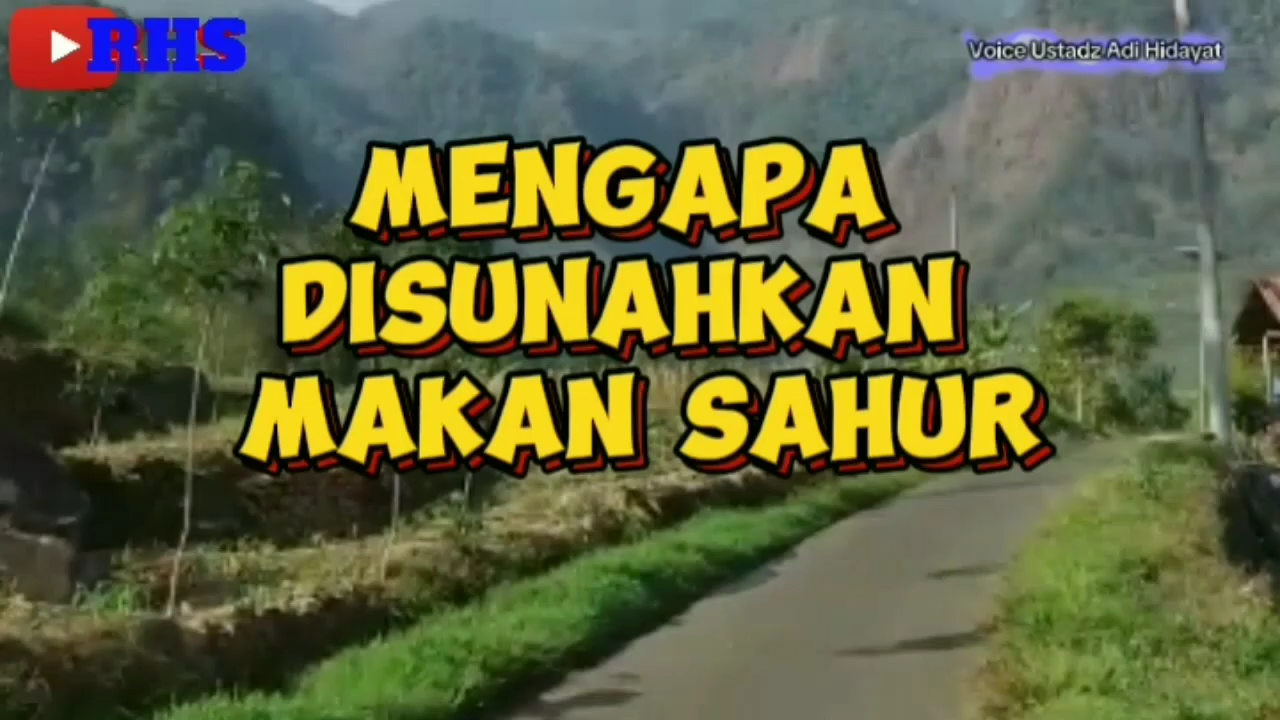 RHS
Voice Ustadz Adi Hidayat
MENGAPA
DISUNAHKAN
MAKAN SAHUR